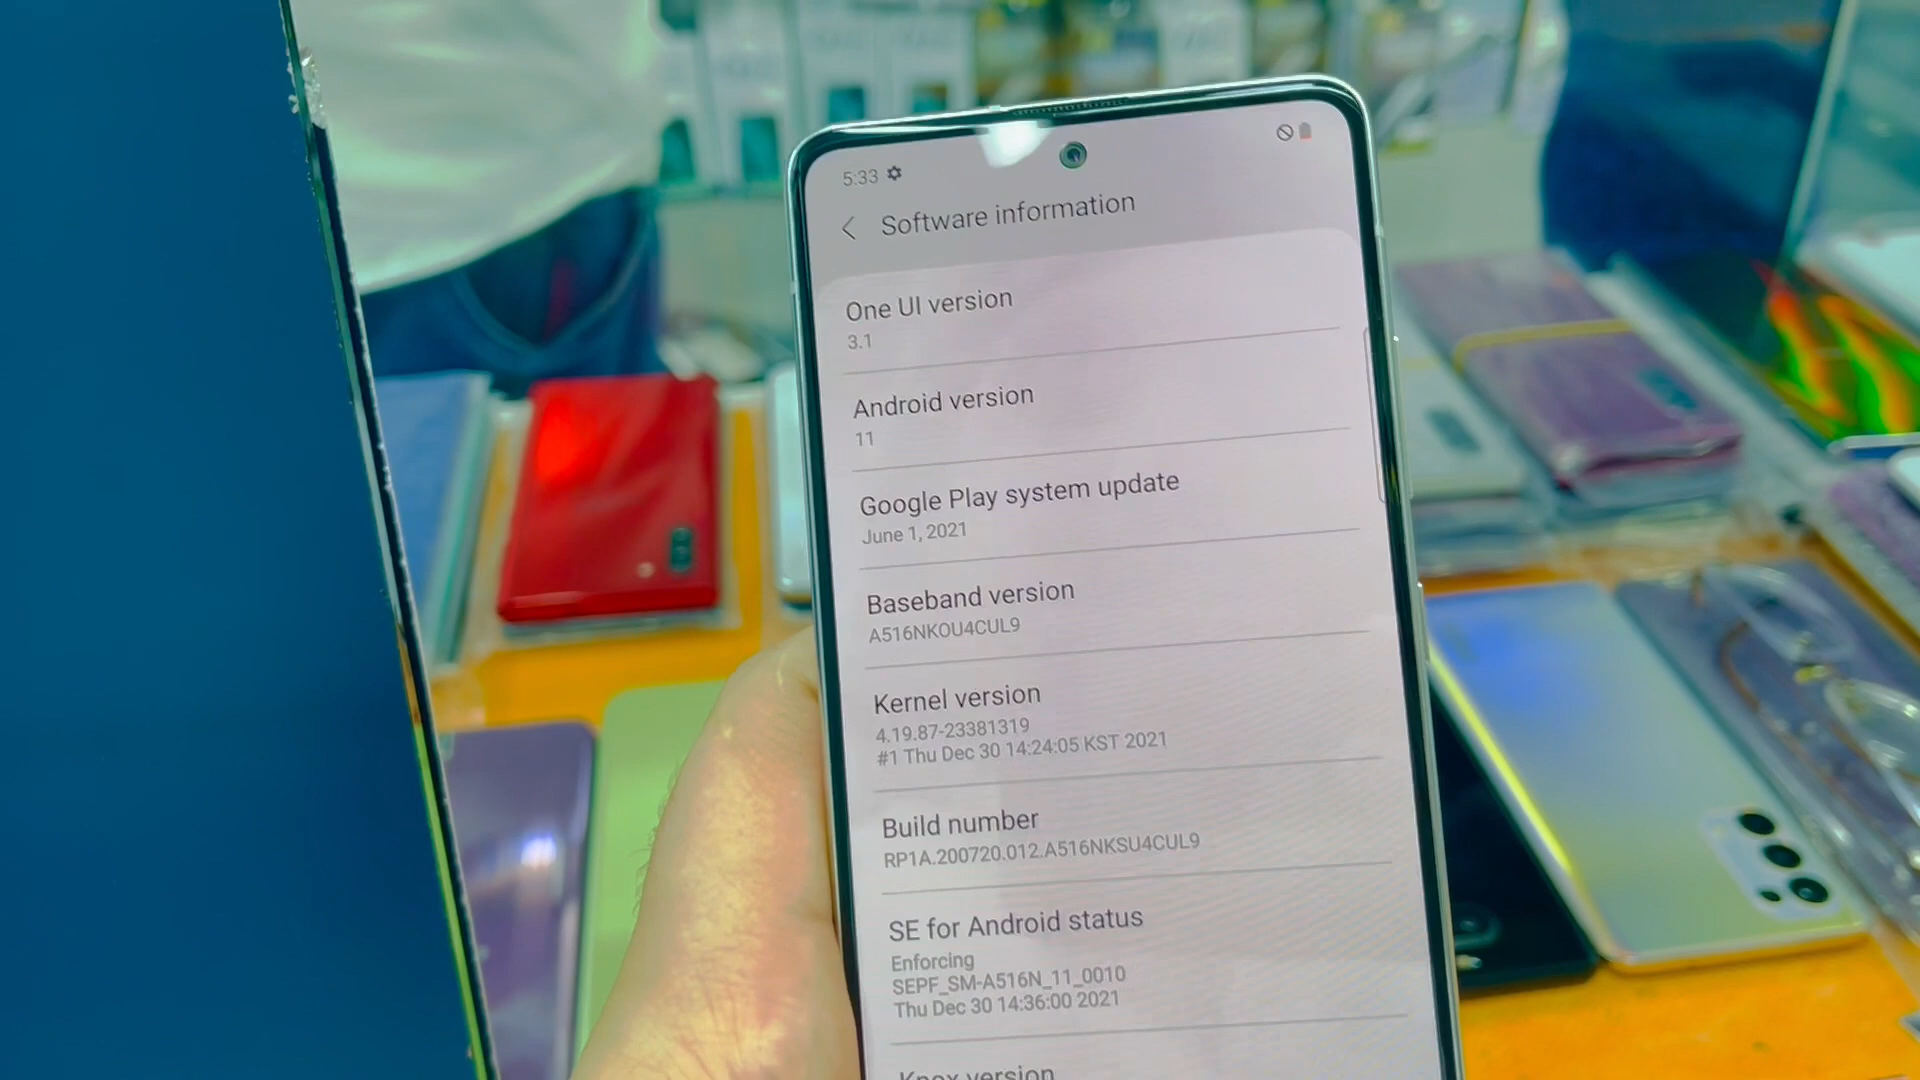 5:33
Software information
One UI version
3.1
Android version
11
Google Play system update
June 1, 2021
Baseband version
A516NKOU4CUL9
Kernel version
4.19.87-23381319
#1 Thu Dec 30 14:24:05 KST 2021
Build number
RP1A.200720.012.A516NKSU4CUL9
SE for Android status
Enforcing
SEPF_SM-A516N_11_0010
Thu Dec 30 14:36:00 2021
Knox version